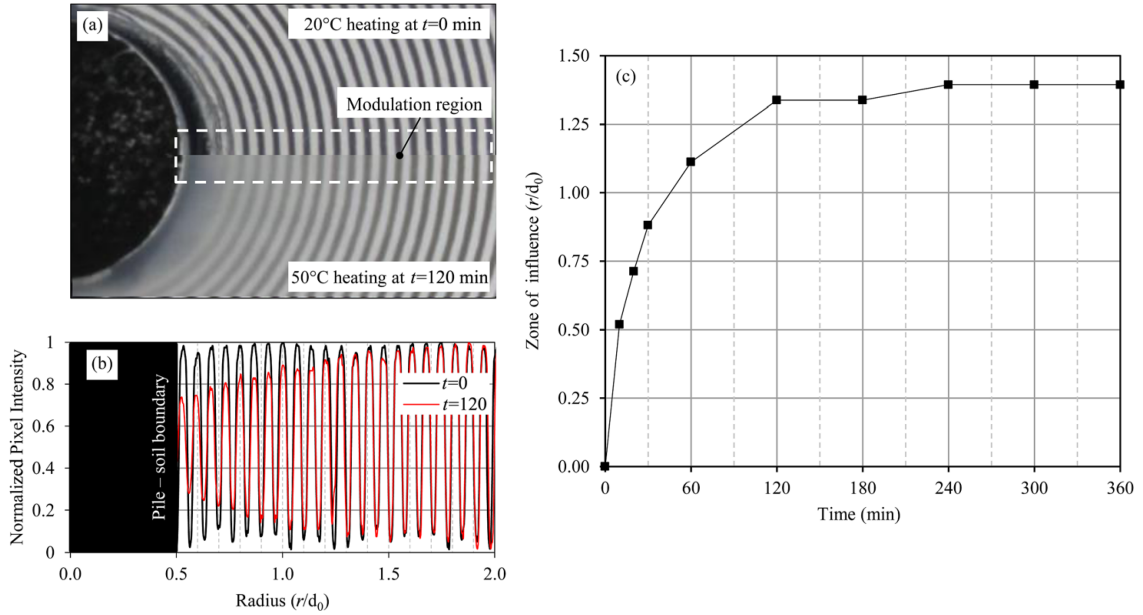 (a)
20°C heating at t=0 min
Modulation region
50°C heating at t=120 min
(b)
Normalized Pixel Intensity
1
0.8
0.6
0.4
0.2
0
Pile – soil boundary
t=0
t=120
0.0
0.5
1.0
1.5
2.0
Radius (r/d₀)
(c)
Zone of influence (r/d₀)
1.50
1.25
1.00
0.75
0.50
0.25
0.00
0
60
120
180
240
300
360
Time (min)